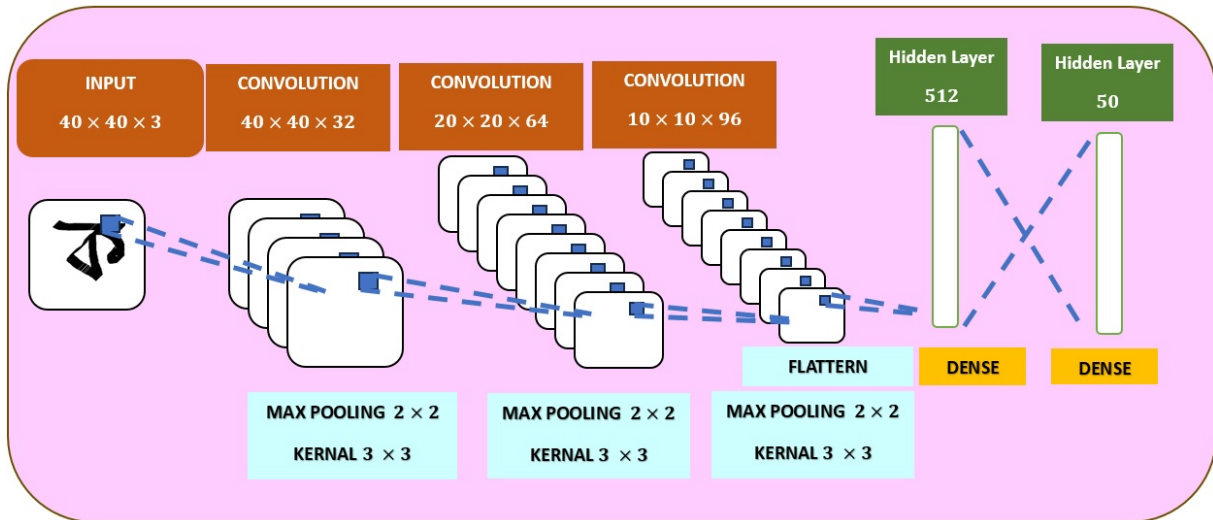 INPUT
40 × 40 × 3
CONVOLUTION
40 × 40 × 32
CONVOLUTION
20 × 20 × 64
CONVOLUTION
10 × 10 × 96
Hidden Layer
512
Hidden Layer
50
FLATTERN
DENSE
DENSE
MAX POOLING 2 × 2
KERNAL 3 × 3
MAX POOLING 2 × 2
KERNAL 3 × 3
MAX POOLING 2 × 2
KERNAL 3 × 3